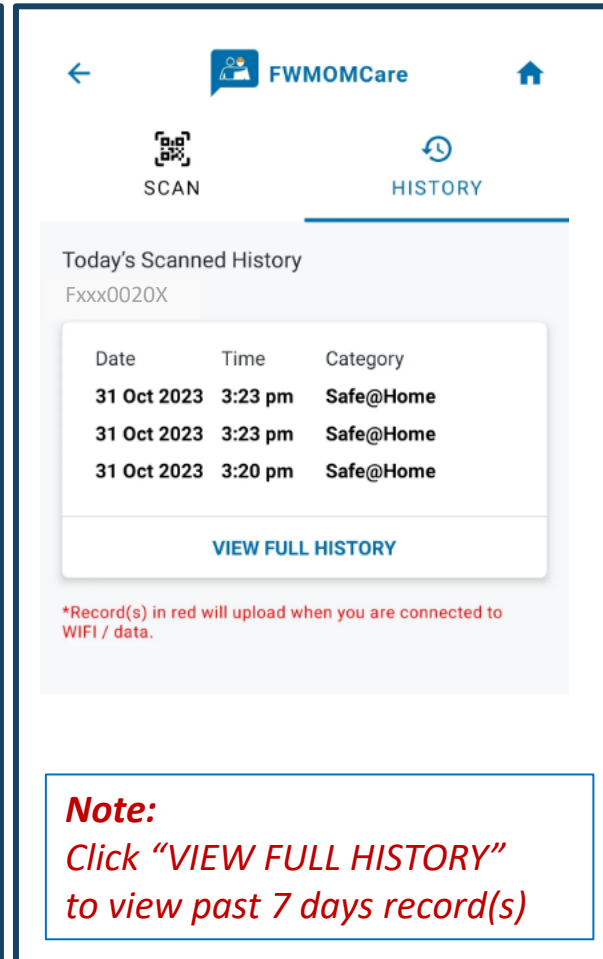 FWMOMCare
SCAN HISTORY
Today's Scanned History
Fxxx0020X
Date Time Category
31 Oct 2023 3:23 pm Safe@Home
31 Oct 2023 3:23 pm Safe@Home
31 Oct 2023 3:20 pm Safe@Home
VIEW FULL HISTORY
*Record(s) in red will upload when you are connected to
WIFI / data.
Note:
Click “VIEW FULL HISTORY”
to view past 7 days record(s)